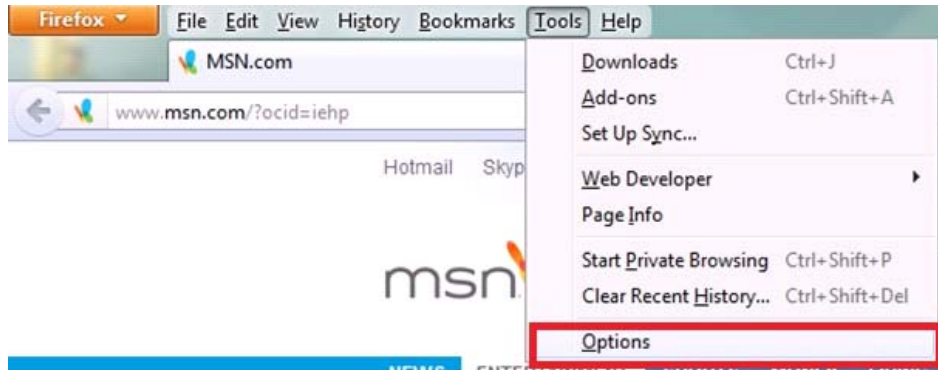 Firefox File Edit View History Bookmarks Tools Help
MSN.com
www.msn.com/?ocid=iehp
Hotmail
msn
Downloads Ctrl+J
Add-ons Ctrl+Shift+A
Set Up Sync...
Web Developer
Page Info
Start Private Browsing Ctrl+Shift+P
Clear Recent History... Ctrl+Shift+Del
Options
NEWS